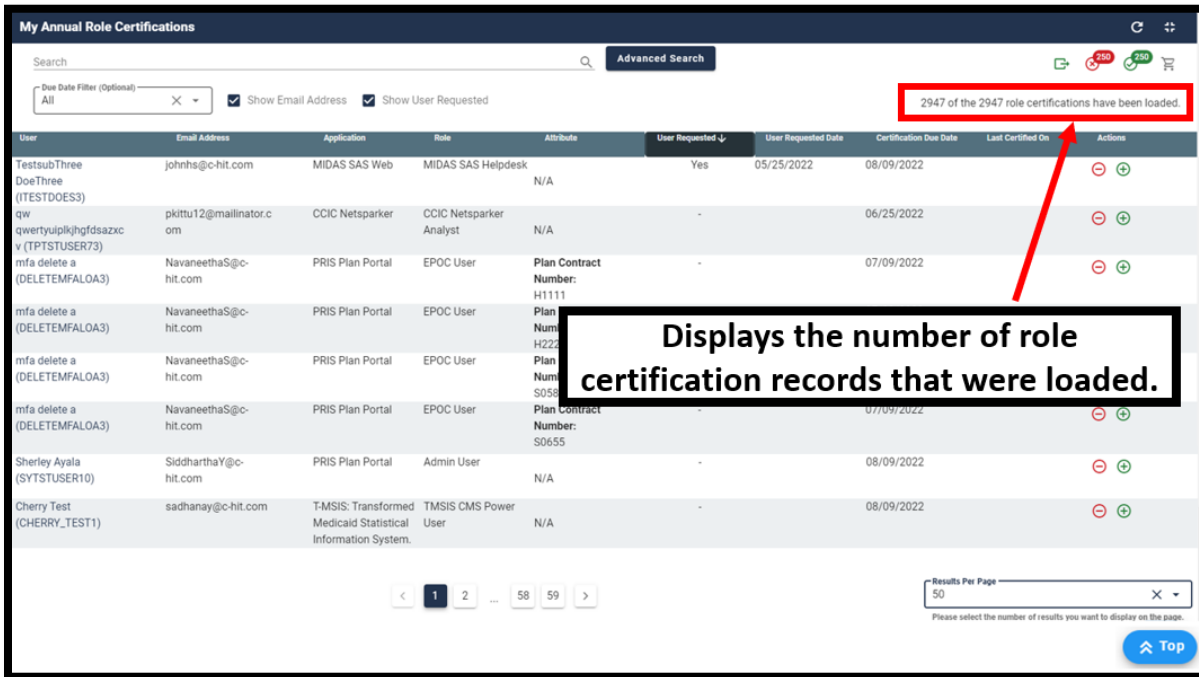 My Annual Role Certifications
Search
Advanced Search
250
250
Due Date Filter (Optional)
All
Show Email Address
Show User Requested
2947 of the 2947 role certifications have been loaded.
User Email Address Application Role Attribute User Requested User Requested Date Certification Due Date Last Certified On Actions
TestsubThree johnhs@c-hit.com MIDAS SAS Web MIDAS SAS Helpdesk Yes 05/25/2022 08/09/2022
DoeThree N/A
(ITESTDOES3)
qw pkittu12@mailinator.c CCIC Netsparker CCIC Netsparker - 06/25/2022
qwertyuiplkjhgfdsazxc om Analyst N/A
v (TPTSTUSER73)
mfa delete a NavaneethaS@c- PRIS Plan Portal EPOC User Plan Contract - 07/09/2022
(DELETEMFALOA3) hit.com Number:
H1111
mfa delete a NavaneethaS@c- PRIS Plan Portal EPOC User Plan
(DELETEMFALOA3) hit.com
H222
mfa delete a NavaneethaS@c- PRIS Plan Portal EPOC User Plan
(DELETEMFALOA3) hit.com
S058
Displays the number of role
certification records that were loaded.
mfa delete a NavaneethaS@c- PRIS Plan Portal EPOC User Plan Contract - 07/09/2022
(DELETEMFALOA3) hit.com Number:
S0655
Sherley Ayala SiddharthaY@c- PRIS Plan Portal Admin User - 08/09/2022
(SYTSTUSER10) hit.com N/A
Cherry Test sadhanay@c-hit.com T-MSIS: Transformed TMSIS CMS Power - 08/09/2022
(CHERRY_TEST1) Medicaid Statistical User N/A
Information System.
< 1 2 ... 58 59 >
Results Per Page
50
Please select the number of results you want to display on the page.
Top